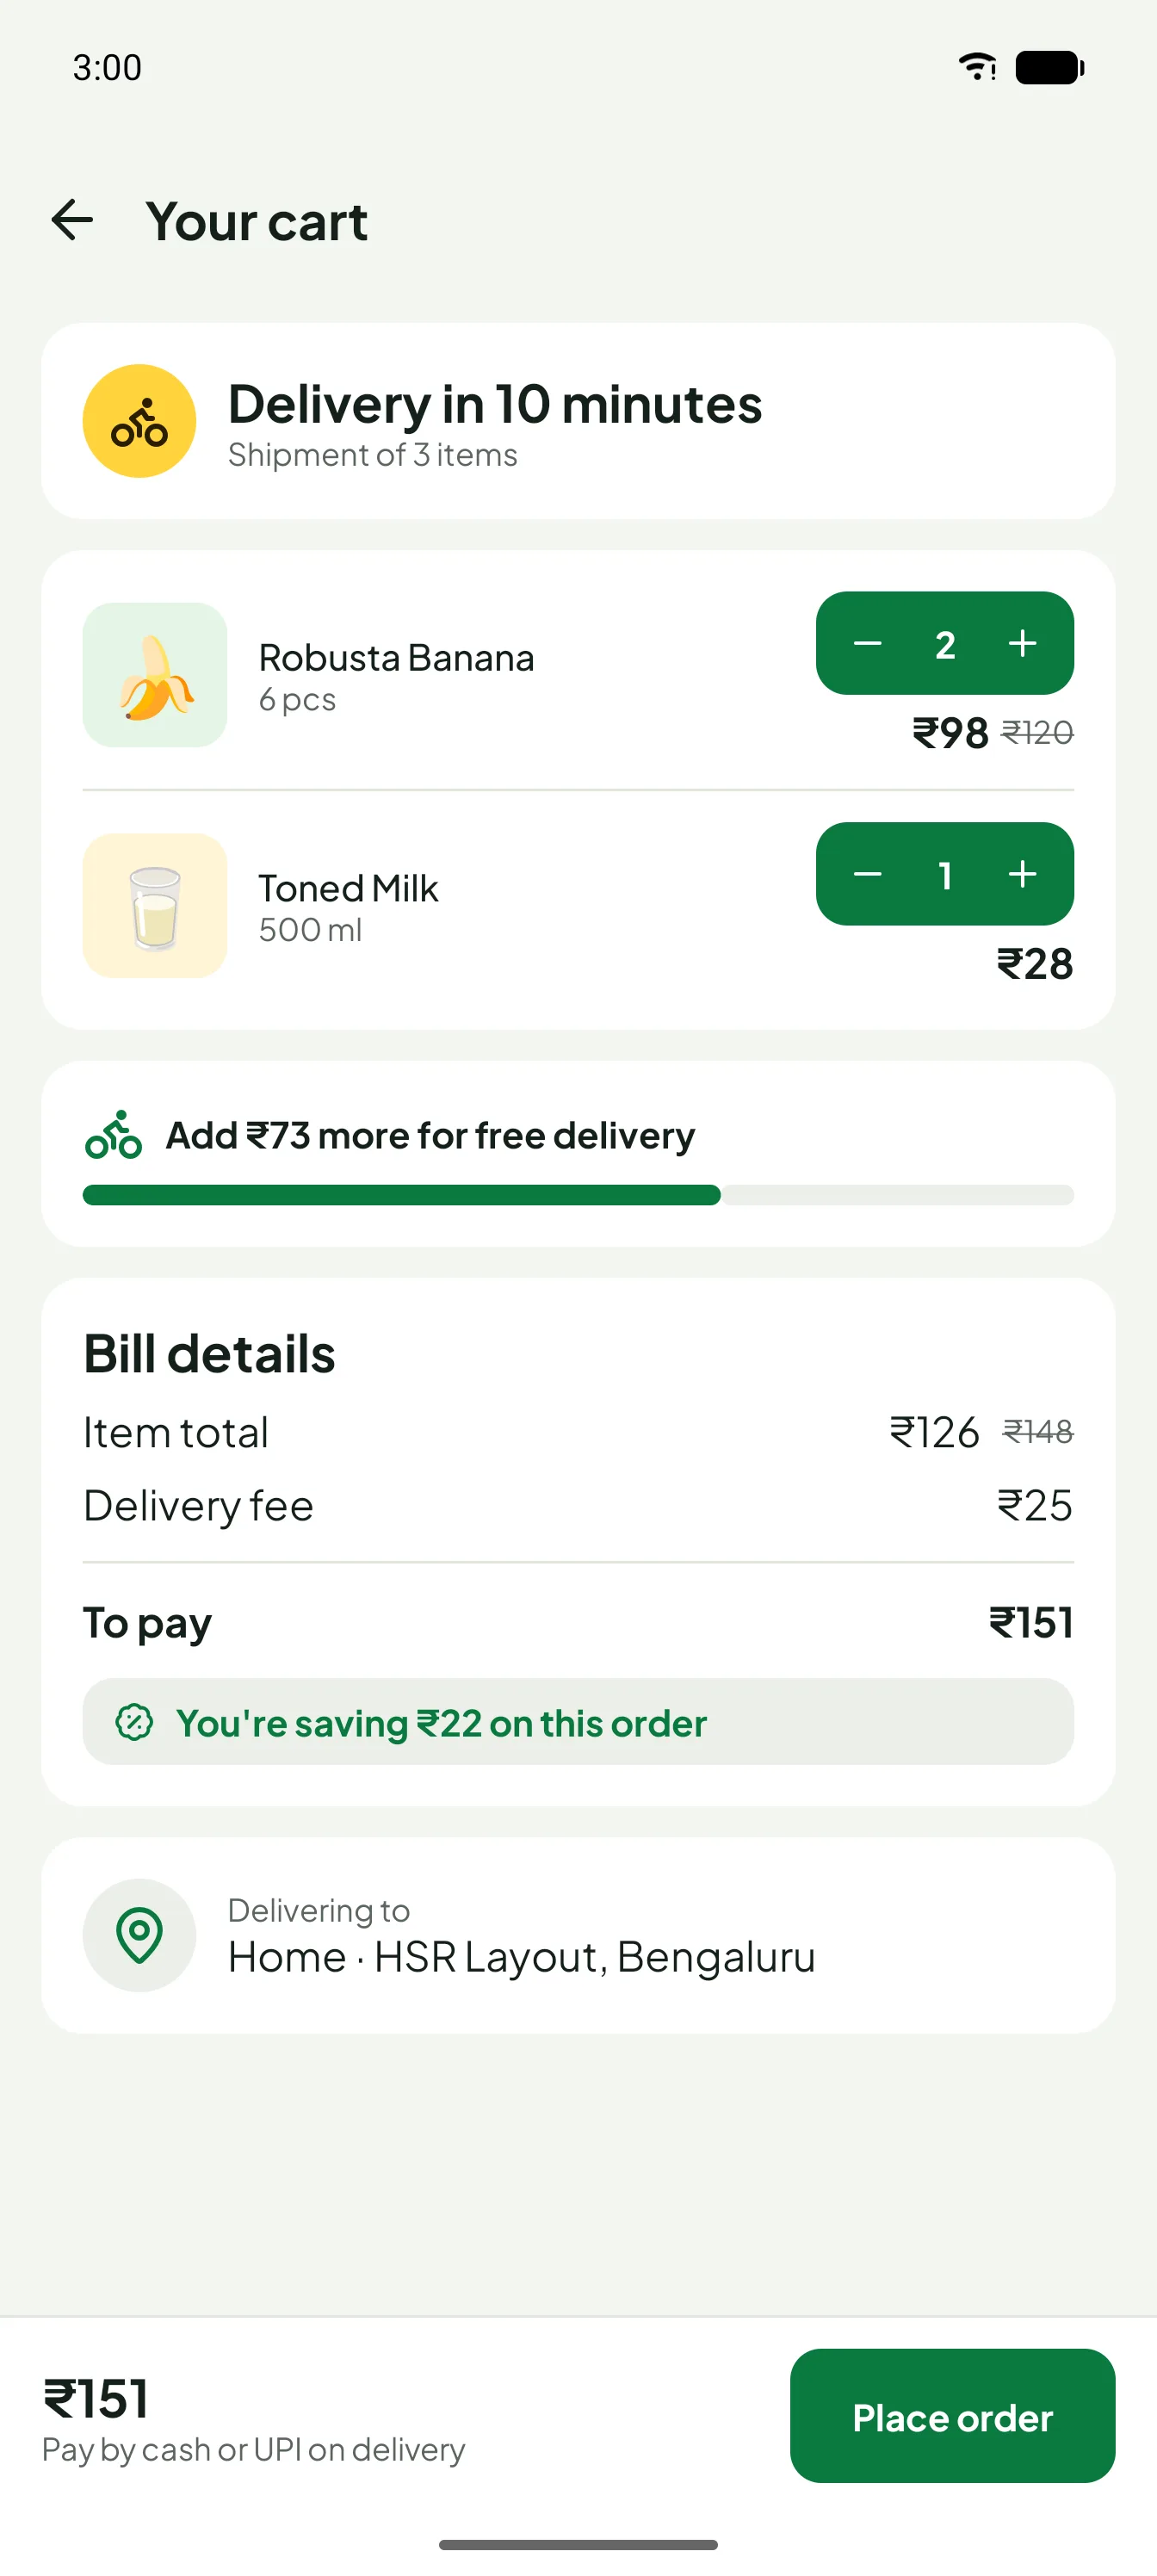 3:00
Your cart
Delivery in 10 minutes
Shipment of 3 items
Robusta Banana
6 pcs
2
₹98 ₹120
Toned Milk
500 ml
1
₹28
Add ₹73 more for free delivery
Bill details
Item total ₹126 ₹148
Delivery fee ₹25
To pay ₹151
You're saving ₹22 on this order
Delivering to
Home · HSR Layout, Bengaluru
₹151
Pay by cash or UPI on delivery
Place order